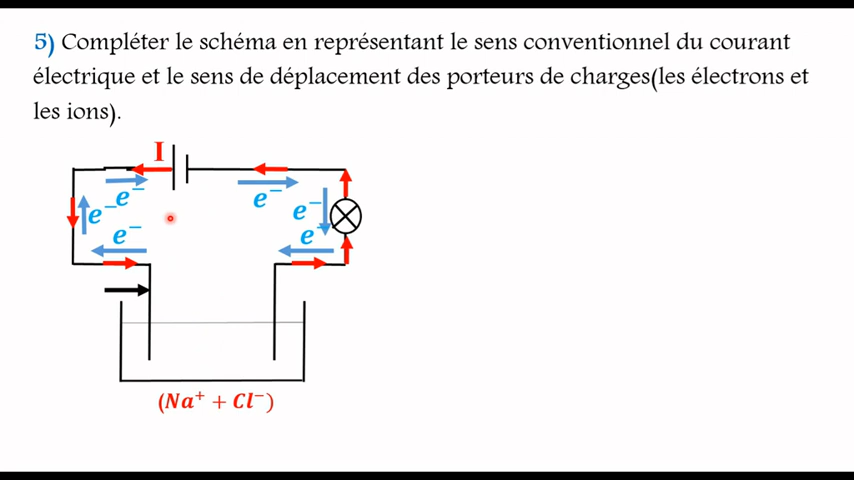 5) Compléter le schéma en représentant le sens conventionnel du courant
électrique et le sens de déplacement des porteurs de charges(les électrons et
les ions).
I
e⁻
e⁻
e⁻
e⁻
e⁻
e⁻
(Na⁺ + Cl⁻)